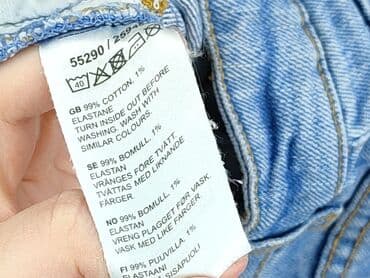 55290 / 259
40
GB 99% COTTON. 1%
ELASTANE
TURN INSIDE OUT BEFORE
WASHING. WASH WITH
SIMILAR COLOURS.
SE 99% BOMULL. 1%
ELASTAN
VRÄNGES FÖRE TVÄTT.
TVÄTTAS MED LIKNANDE
FÄRGER.
NO 99% BOMULL. 1%
ELASTAN
VRENG PLAGGET FØR VASK
VASK MED LIKE FARGER
FI 99% PUUVILLA. 1%
ELASTAANI